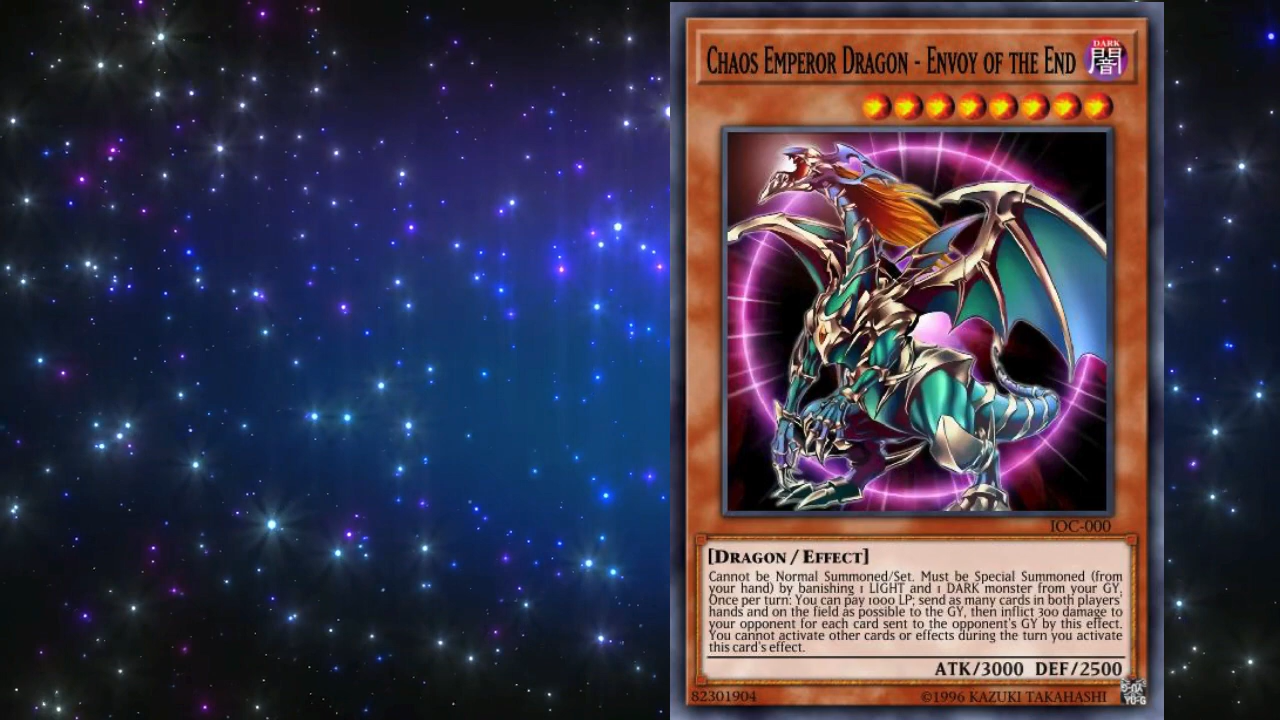 CHAOS EMPEROR DRAGON - ENVOY OF THE END
DARK
闇
IOC-000
[DRAGON / EFFECT]
Cannot be Normal Summoned/Set. Must be Special Summoned (from
your hand) by banishing 1 LIGHT and 1 DARK monster from your GY.
Once per turn: You can pay 1000 LP; send as many cards in both players'
hands and on the field as possible to the GY, then inflict 300 damage to
your opponent for each card sent to the opponent's GY by this effect.
You cannot activate other cards or effects during the turn you activate
this card's effect.
ATK/3000 DEF/2500
82301904
©1996 KAZUKI TAKAHASHI